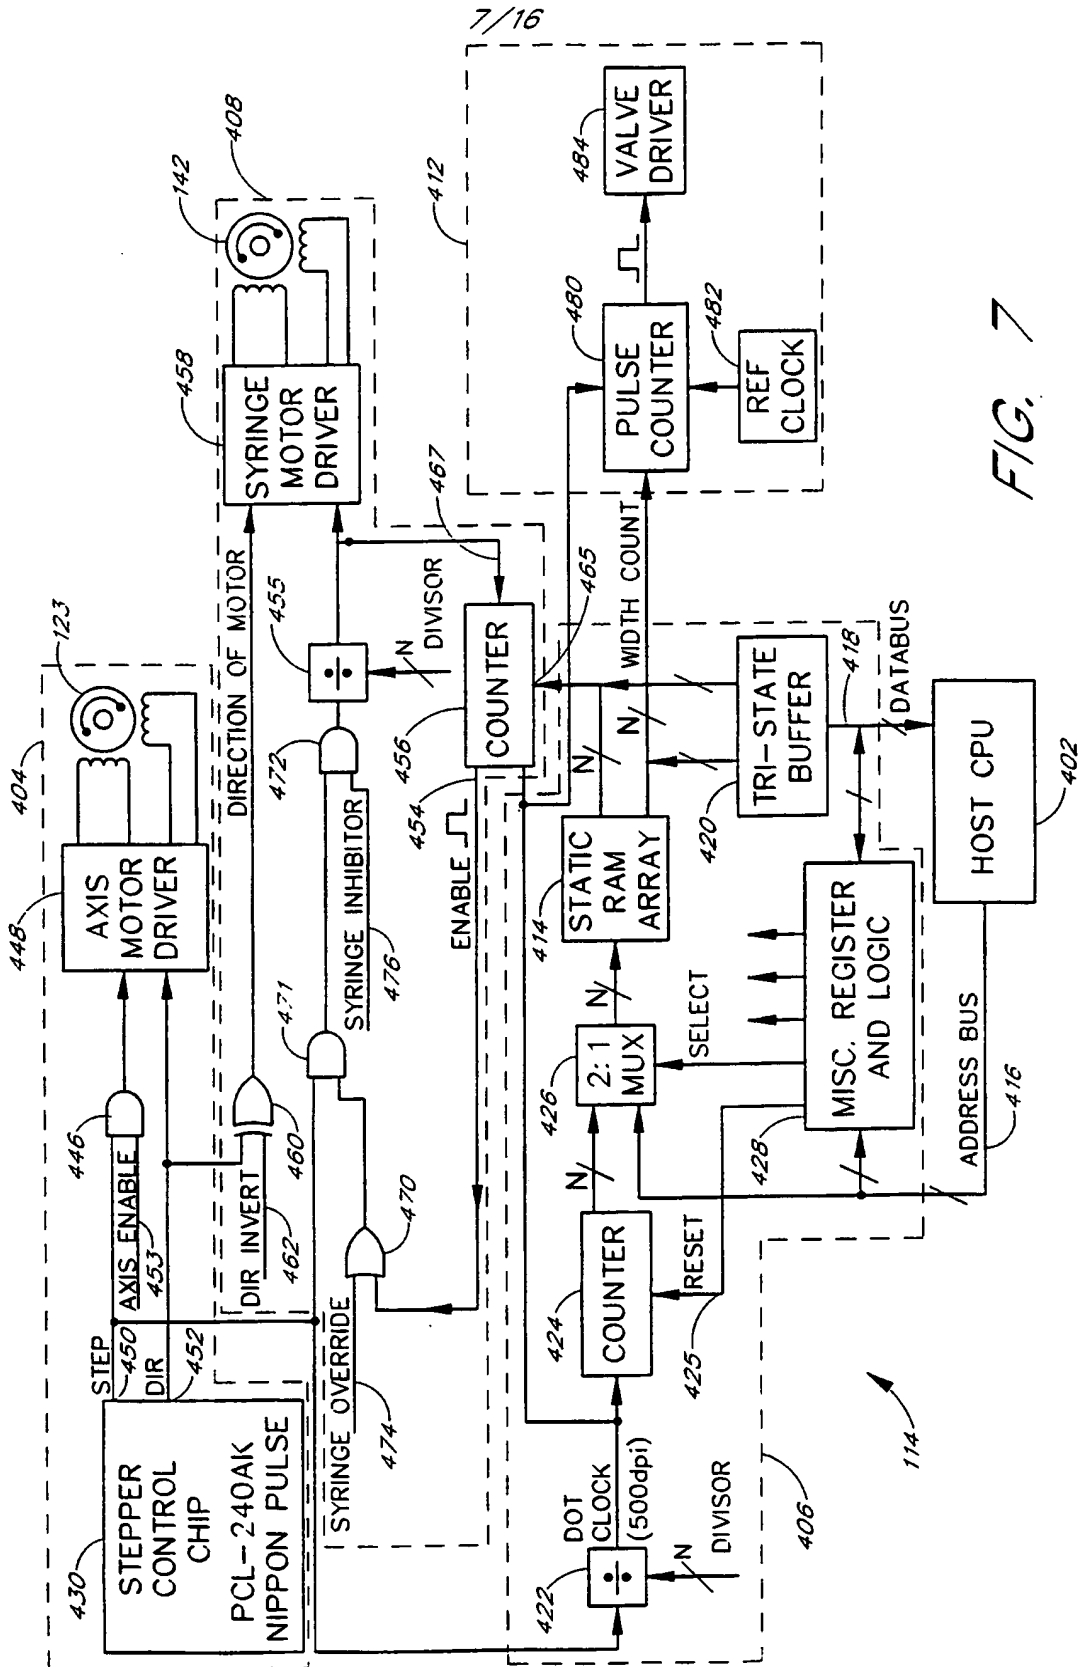 7/16
404
123
448
AXIS
MOTOR
DRIVER
446
AXIS ENABLE
453
STEP
450
DIR
452
430
STEPPER
CONTROL
CHIP
PCL-240AK
NIPPON PULSE
408
142
458
SYRINGE
MOTOR
DRIVER
DIRECTION OF MOTOR
460
DIR INVERT
462
455
N
DIVISOR
467
472
SYRINGE INHIBITOR
476
471
470
SYRINGE OVERRIDE
474
456
COUNTER
465
454
ENABLE
412
484
VALVE
DRIVER
480
PULSE
COUNTER
482
REF
CLOCK
WIDTH COUNT
N
N
414
STATIC
RAM
ARRAY
420
TRI-STATE
BUFFER
418
DATABUS
HOST CPU
402
N
426
2:1
MUX
SELECT
428
MISC. REGISTER
AND LOGIC
ADDRESS BUS
416
N
424
COUNTER
RESET
425
DOT
CLOCK
(500dpi)
422
N
DIVISOR
406
114
FIG. 7